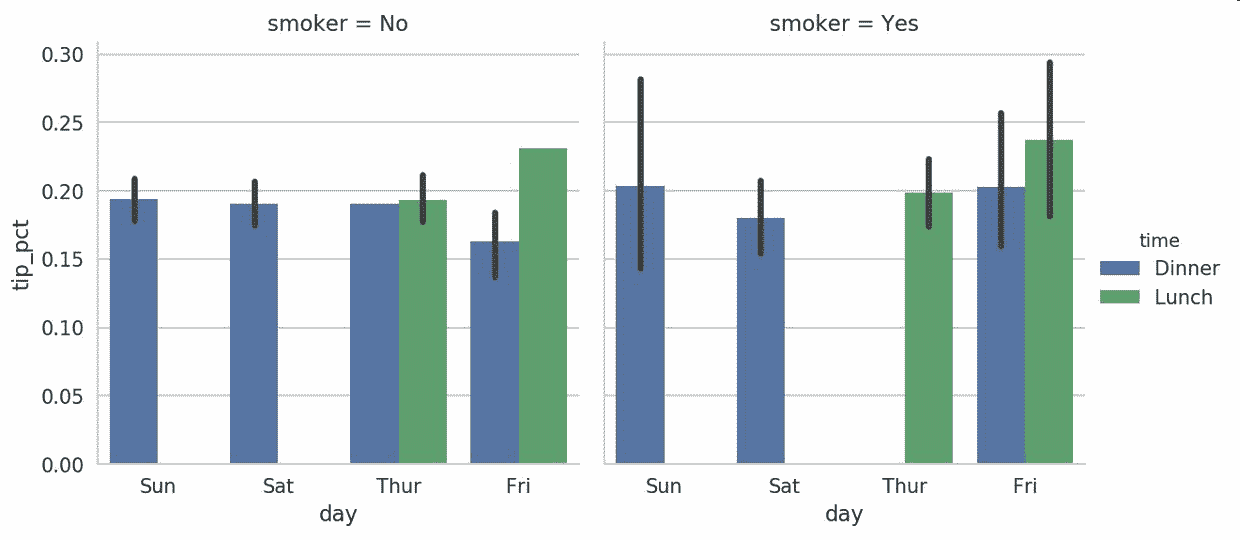 smoker = No
smoker = Yes
0.30
0.25
0.20
0.15
0.10
0.05
0.00
tip_pct
Sun Sat Thur Fri
Sun Sat Thur Fri
day
day
time
Dinner
Lunch